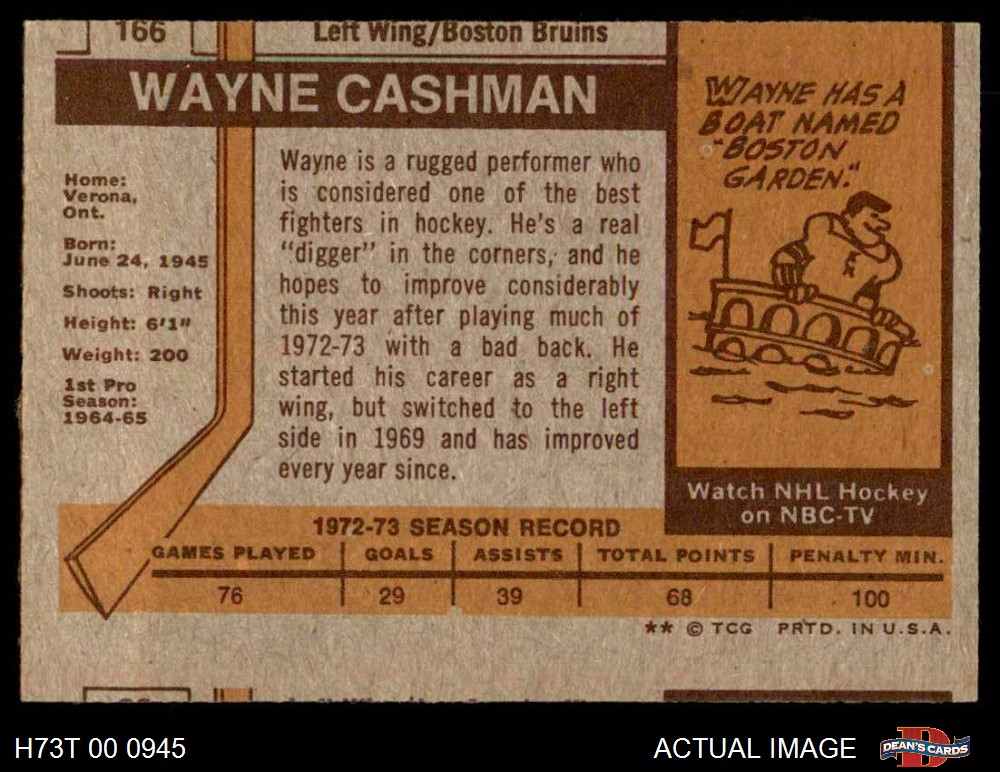 166
Left Wing/Boston Bruins
WAYNE CASHMAN
WAYNE HAS A
BOAT NAMED
"BOSTON
GARDEN."
Home:
Verona,
Ont.
Born:
June 24, 1945
Shoots: Right
Height: 6'1"
Weight: 200
1st Pro
Season:
1964-65
Wayne is a rugged performer who
is considered one of the best
fighters in hockey. He's a real
"digger" in the corners, and he
hopes to improve considerably
this year after playing much of
1972-73 with a bad back. He
started his career as a right
wing, but switched to the left
side in 1969 and has improved
every year since.
Watch NHL Hockey
on NBC-TV
1972-73 SEASON RECORD
GAMES PLAYED GOALS ASSISTS TOTAL POINTS PENALTY MIN.
76 29 39 68 100
** © TCG PRTD. IN U.S.A.
H73T 00 0945
ACTUAL IMAGE
DEAN'S CARDS